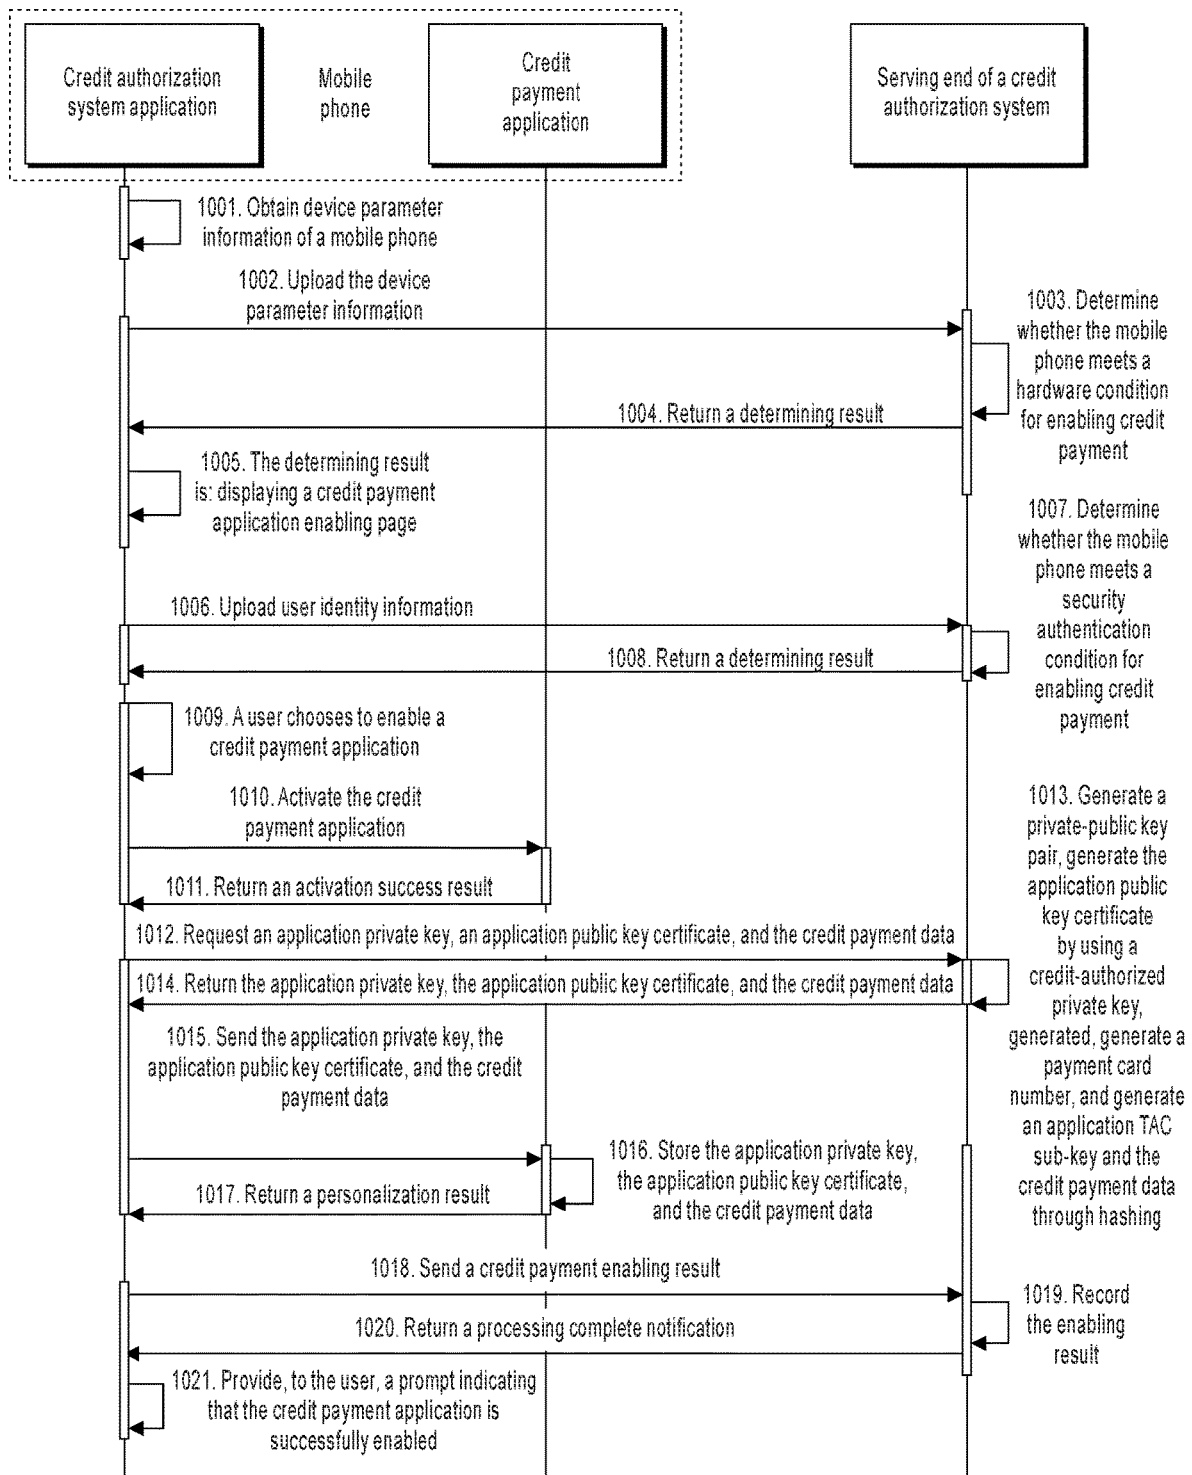 Credit authorization
system application
Mobile
phone
Credit
payment
application
Serving end of a credit
authorization system
1001. Obtain device parameter
information of a mobile phone
1002. Upload the device
parameter information
1003. Determine
whether the mobile
phone meets a
hardware condition
for enabling credit
payment
1004. Return a determining result
1005. The determining result
is: displaying a credit payment
application enabling page
1006. Upload user identity information
1007. Determine
whether the mobile
phone meets a
security
authentication
condition for
enabling credit
payment
1008. Return a determining result
1009. A user chooses to enable a
credit payment application
1010. Activate the credit
payment application
1011. Return an activation success result
1012. Request an application private key, an application public key certificate, and the credit payment data
1013. Generate a
private-public key
pair, generate the
application public
key certificate
by using a
credit-authorized
private key,
generated, generate a
payment card
number, and generate
an application TAC
sub-key and the
credit payment data
through hashing
1014. Return the application private key, the application public key certificate, and the credit payment data
1015. Send the application private key, the
application public key certificate, and the credit
payment data
1016. Store the application private key,
the application public key certificate,
and the credit payment data
1017. Return a personalization result
1018. Send a credit payment enabling result
1019. Record
the enabling
result
1020. Return a processing complete notification
1021. Provide, to the user, a prompt indicating
that the credit payment application is
successfully enabled